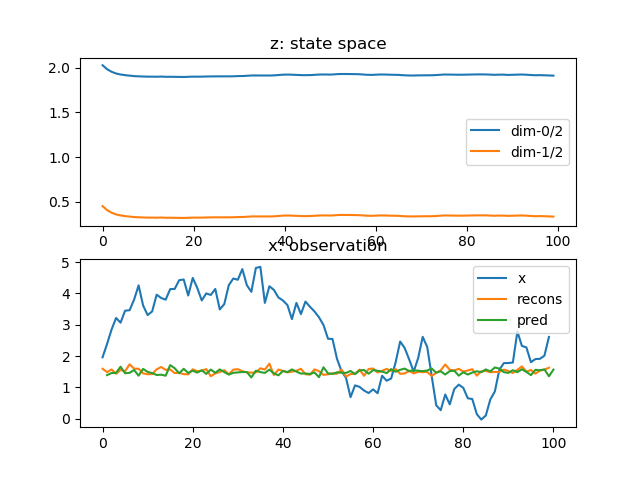 z: state space
2.0
1.5
1.0
0.5
dim-0/2
dim-1/2
0 20 40 60 80 100
x: observation
5
4
3
2
1
0
x
recons
pred
0 20 40 60 80 100